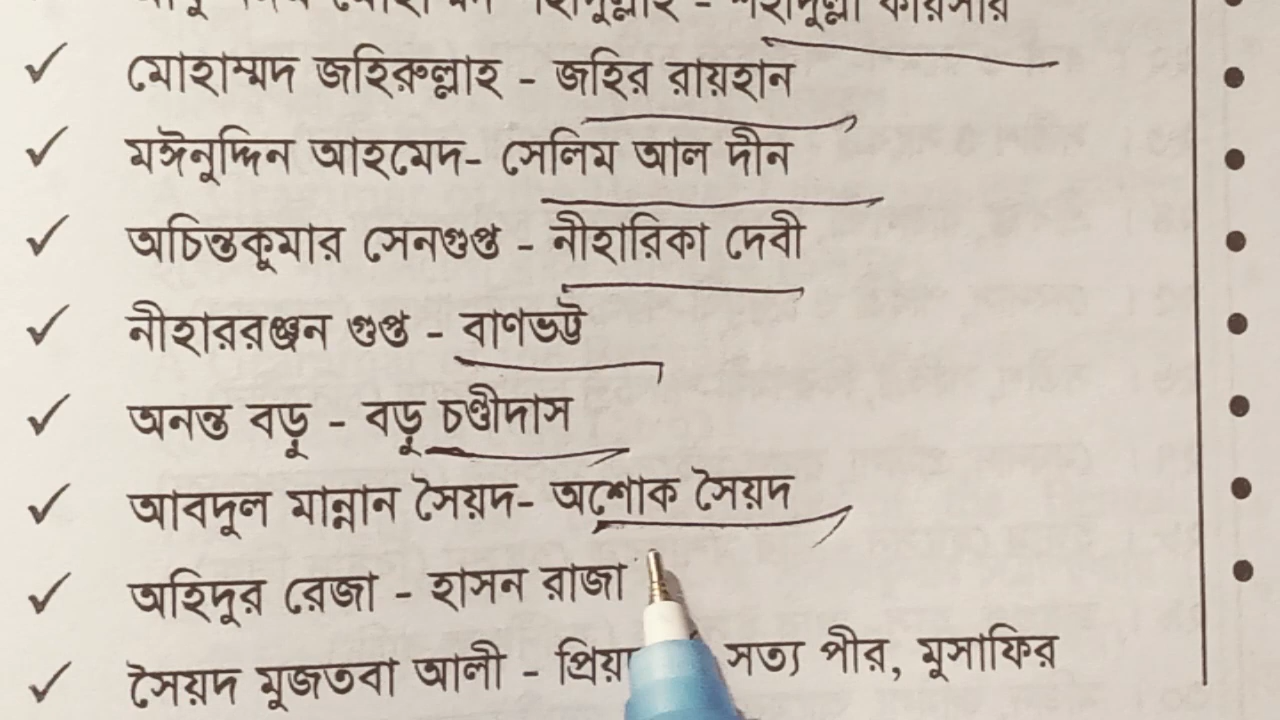 শহীদুল্লা কায়সার
✓ মোহাম্মদ জহিরুল্লাহ - জহির রায়হান
✓ মঈনুদ্দিন আহমেদ- সেলিম আল দীন
✓ অচিন্তকুমার সেনগুপ্ত - নীহারিকা দেবী
✓ নীহাররঞ্জন গুপ্ত - বাণভট্ট
✓ অনন্ত বড়ু - বড়ু চণ্ডীদাস
✓ আবদুল মান্নান সৈয়দ- অশোক সৈয়দ
✓ অহিদুর রেজা - হাসন রাজা
✓ সৈয়দ মুজতবা আলী - সত্য পীর, মুসাফির